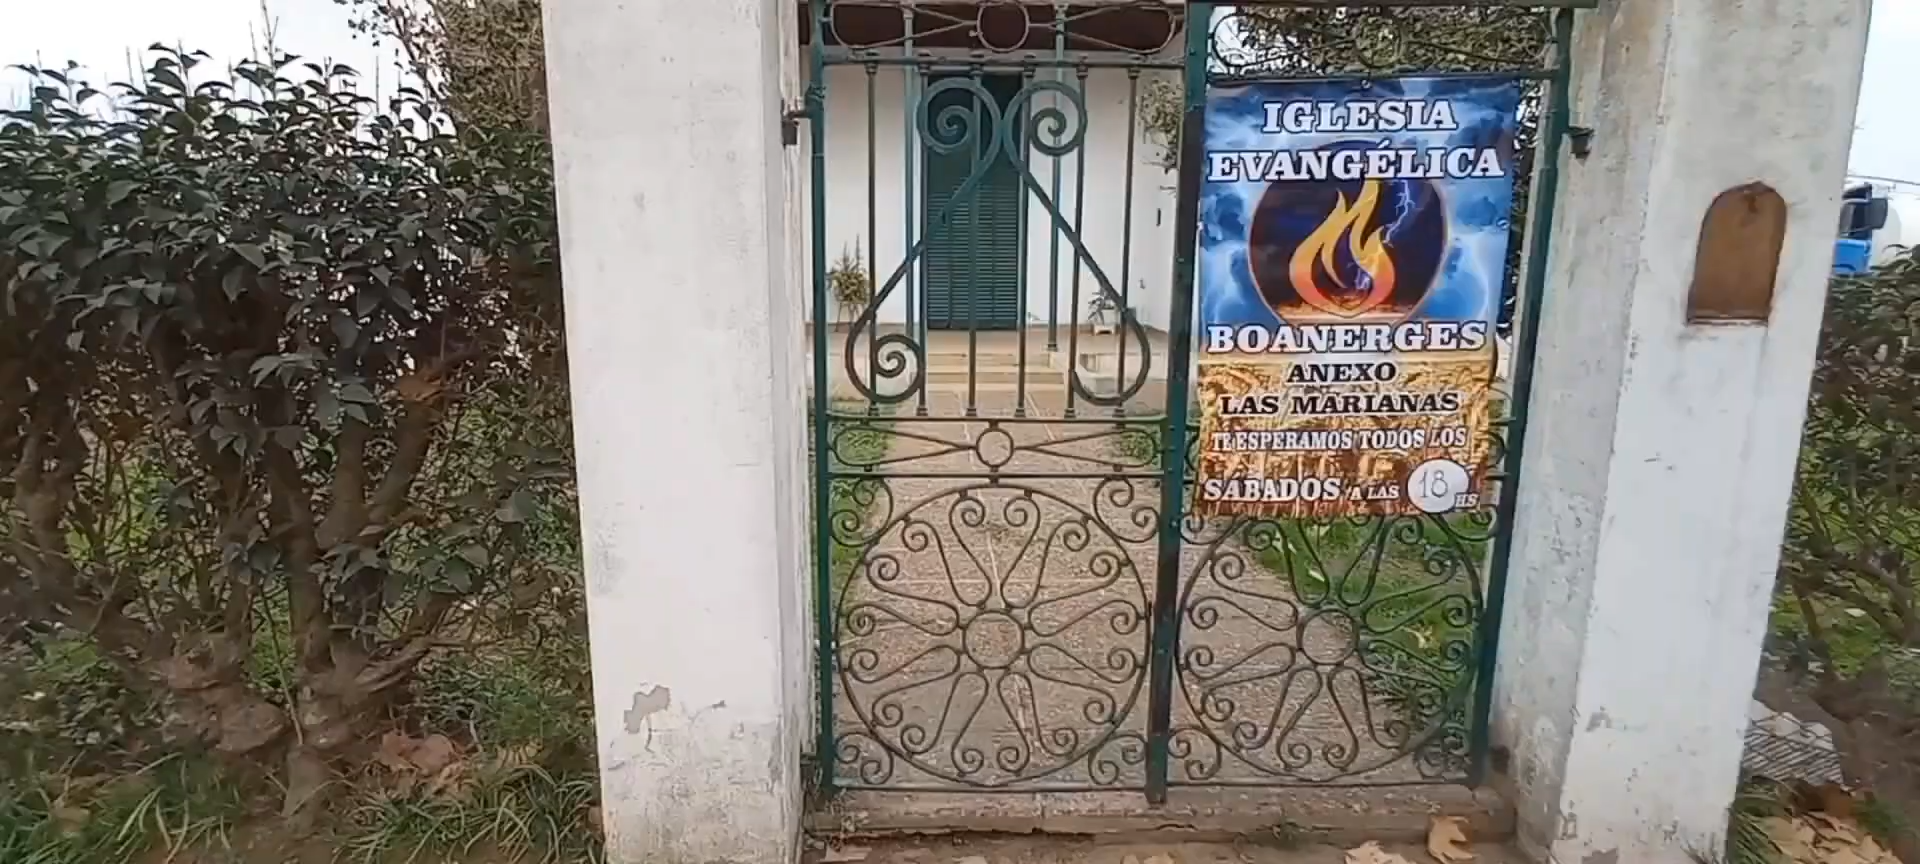 IGLESIA
EVANGÉLICA
BOANERGES
ANEXO
LAS MARIANAS
TE ESPERAMOS TODOS LOS
SABADOS A LAS 18 HS